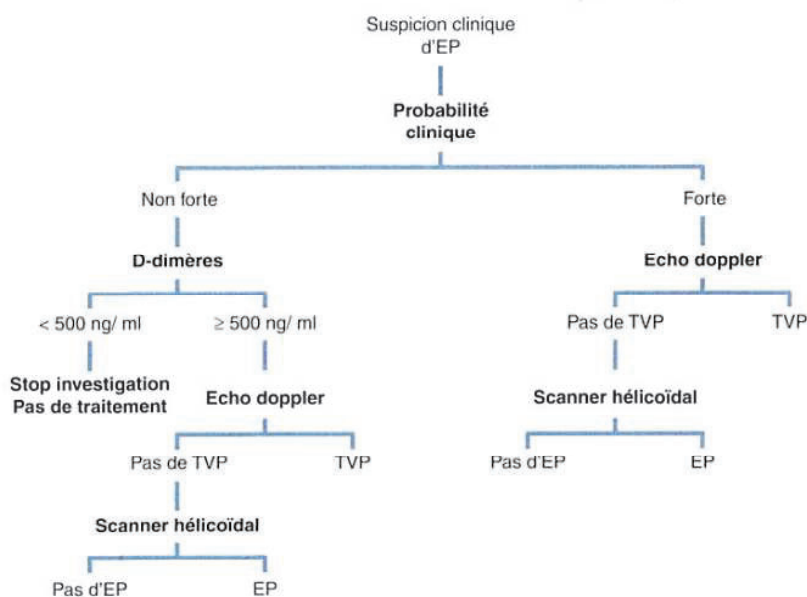 Suspicion clinique
d'EP
Probabilité
clinique
Non forte
Forte
D-dimères
Echo doppler
< 500 ng/ ml
≥ 500 ng/ ml
Pas de TVP
TVP
Stop investigation
Pas de traitement
Echo doppler
Scanner hélicoïdal
Pas de TVP
TVP
Pas d'EP
EP
Scanner hélicoïdal
Pas d'EP
EP